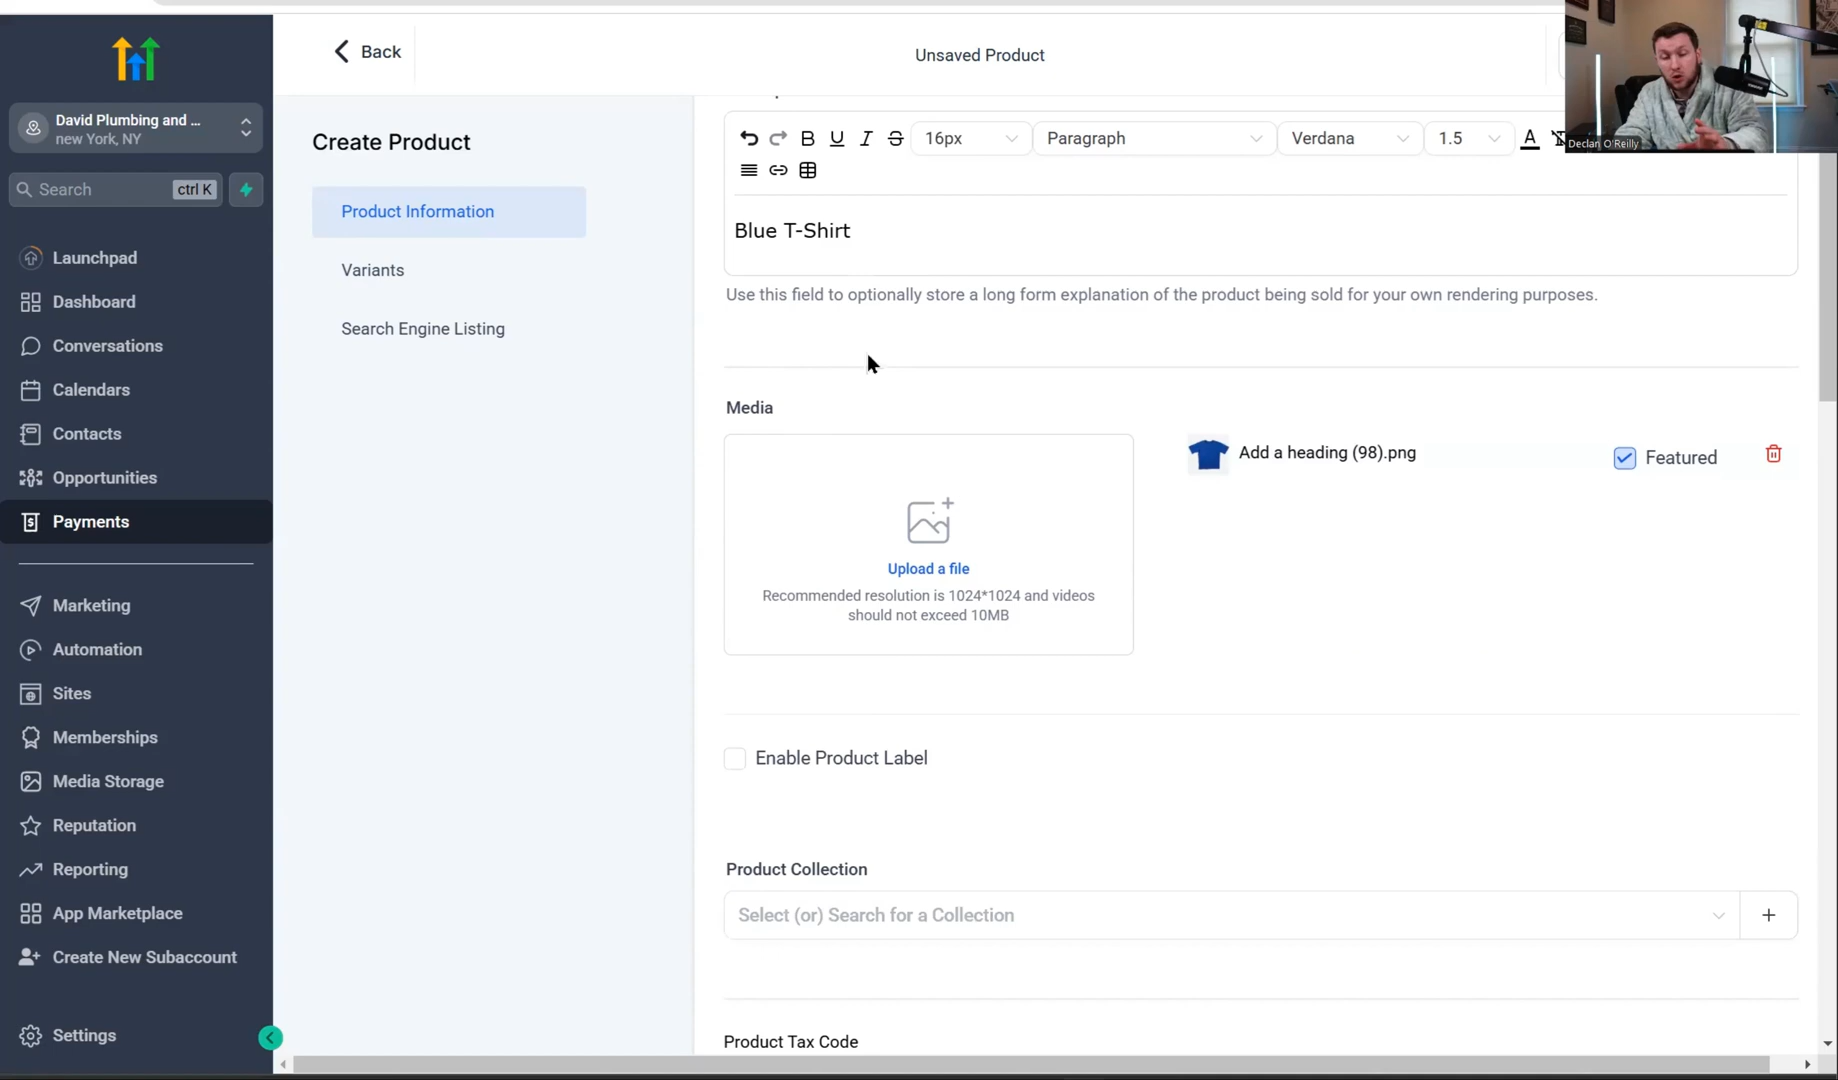 Back
Unsaved Product
Declan O'Reilly
David Plumbing and ...
new York, NY
Search
ctrl K
Launchpad
Dashboard
Conversations
Calendars
Contacts
Opportunities
Payments
Marketing
Automation
Sites
Memberships
Media Storage
Reputation
Reporting
App Marketplace
Create New Subaccount
Settings
Create Product
Product Information
Variants
Search Engine Listing
B U I S 16px Paragraph Verdana 1.5 A
Blue T-Shirt
Use this field to optionally store a long form explanation of the product being sold for your own rendering purposes.
Media
Upload a file
Recommended resolution is 1024*1024 and videos
should not exceed 10MB
Add a heading (98).png
Featured
Enable Product Label
Product Collection
Select (or) Search for a Collection
Product Tax Code